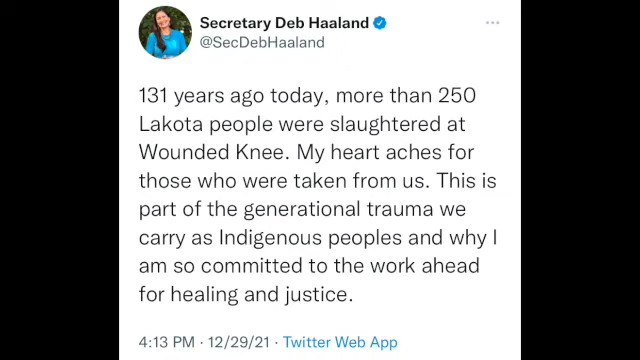 Secretary Deb Haaland
@SecDebHaaland
131 years ago today, more than 250
Lakota people were slaughtered at
Wounded Knee. My heart aches for
those who were taken from us. This is
part of the generational trauma we
carry as Indigenous peoples and why I
am so committed to the work ahead
for healing and justice.
4:13 PM · 12/29/21 · Twitter Web App